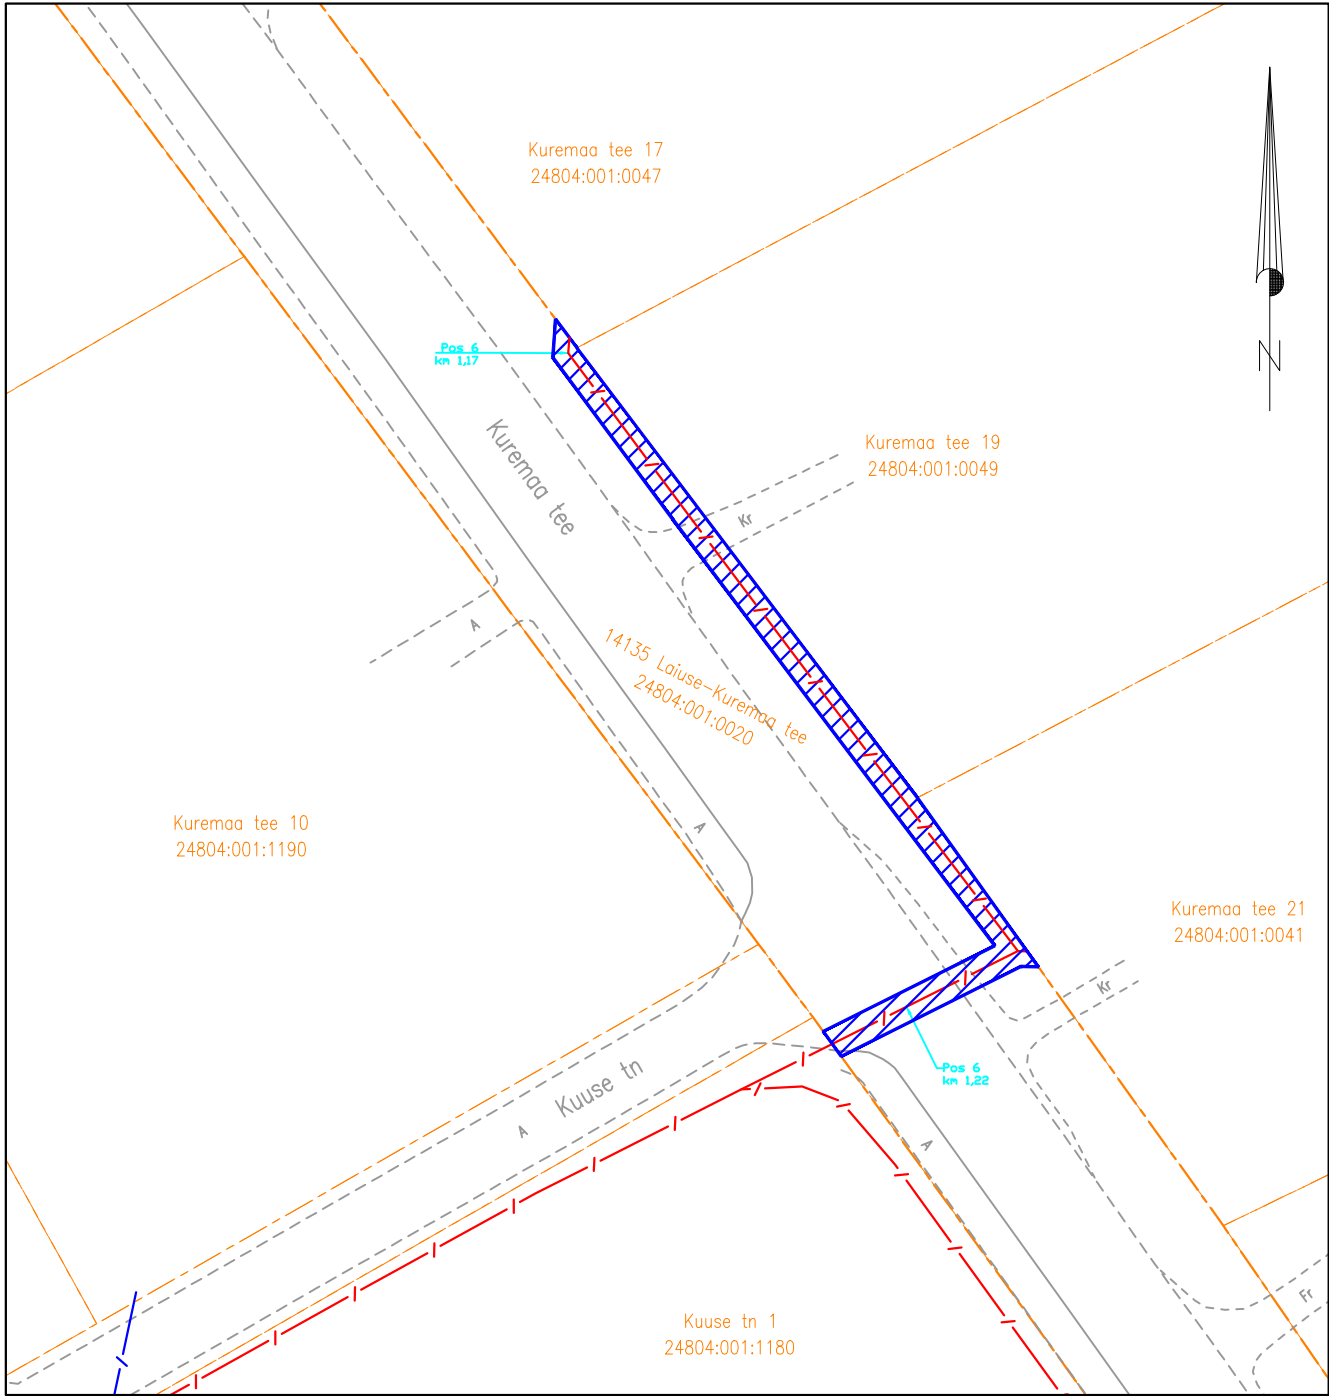 Kuremaa tee 17
24804:001:0047
Pos 6
km 1,17
N
Kuremaa tee
Kuremaa tee 19
24804:001:0049
Kr
A
14135 Laiuse-Kuremaa tee
24804:001:0020
Kuremaa tee 10
24804:001:1190
A
Kuremaa tee 21
24804:001:0041
Kr
Pos 6
km 1,22
Kuuse tn
A
A
Kuuse tn 1
24804:001:1180
Fr